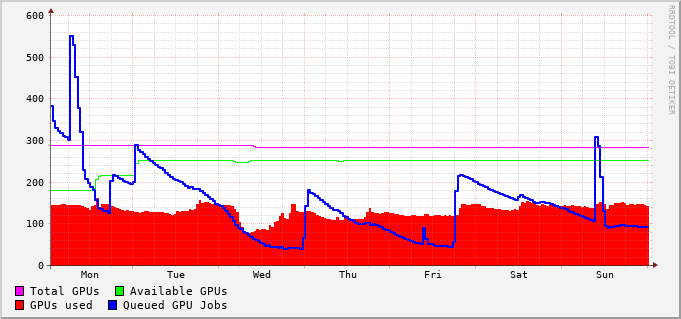 600
500
400
300
200
100
0
Mon Tue Wed Thu Fri Sat Sun
Total GPUs Available GPUs
GPUs used Queued GPU Jobs
RRDTOOL / TOBI OETIKER